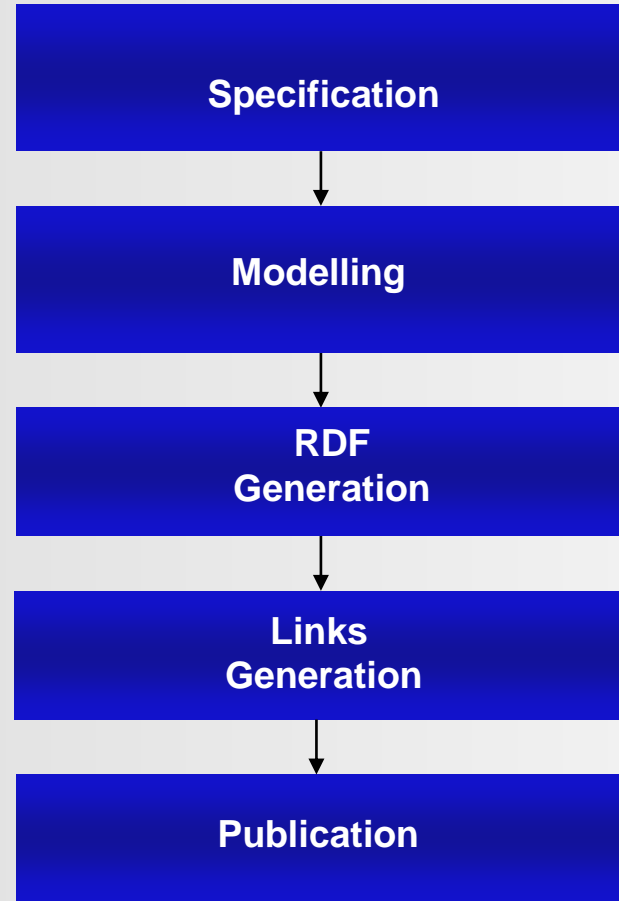 Specification
Modelling
RDF
Generation
Links
Generation
Publication